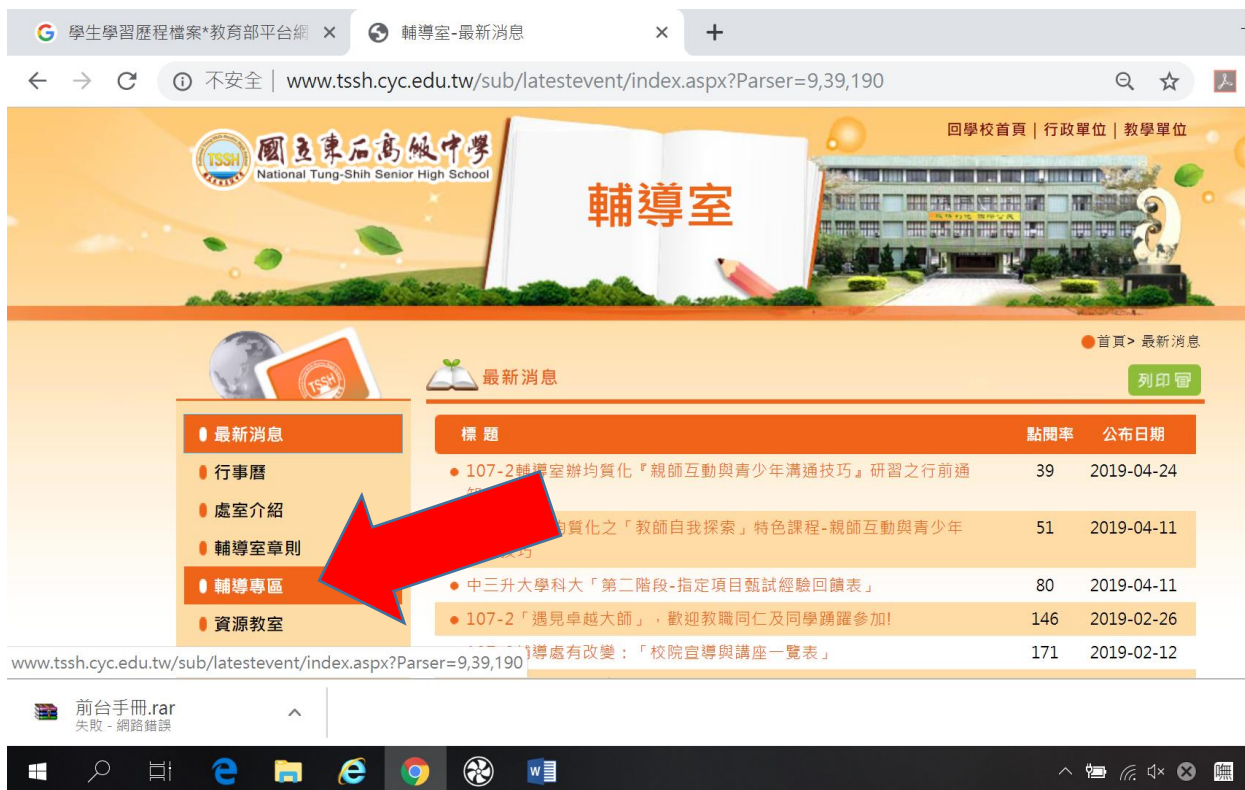 學生學習歷程檔案*教育部平台網
輔導室-最新消息
不安全 | www.tssh.cyc.edu.tw/sub/latestevent/index.aspx?Parser=9,39,190
回學校首頁 | 行政單位 | 教學單位
TSSH
國立東石高級中學
National Tung-Shih Senior High School
輔導室
首頁> 最新消息
TSSH
最新消息
列印
最新消息
行事曆
處室介紹
輔導室章則
輔導專區
資源教室
標 題 點閱率 公布日期
107-2輔導室辦均質化『親師互動與青少年溝通技巧』研習之行前通 39 2019-04-24
質化之「教師自我探索」特色課程-親師互動與青少年 51 2019-04-11
技巧
中三升大學科大「第二階段-指定項目甄試經驗回饋表」 80 2019-04-11
107-2「遇見卓越大師」，歡迎教職同仁及同學踴躍參加! 146 2019-02-26
導處有改變：「校院宣導與講座一覽表」 171 2019-02-12
www.tssh.cyc.edu.tw/sub/latestevent/index.aspx?Parser=9,39,190
前台手冊.rar
失敗 - 網路錯誤